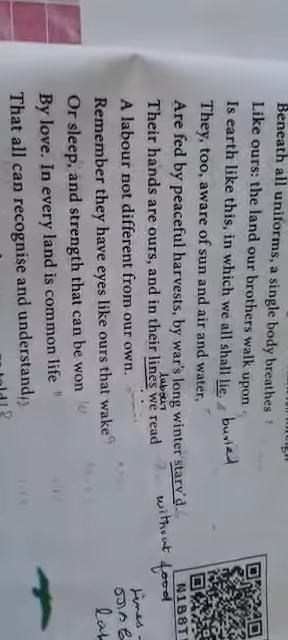 Beneath all uniforms, a single body breathes
Like ours: the land our brothers walk upon
Is earth like this, in which we all shall lie.
buried
They, too, aware of sun and air and water,
Are fed by peaceful harvests, by war's long winter starv'd.
without food
Their hands are ours, and in their lines we read
labour
A labour not different from our own.
Remember they have eyes like ours that wake
Or sleep, and strength that can be won
By love. In every land is common life
That all can recognise and understand.
lines
N1B8T